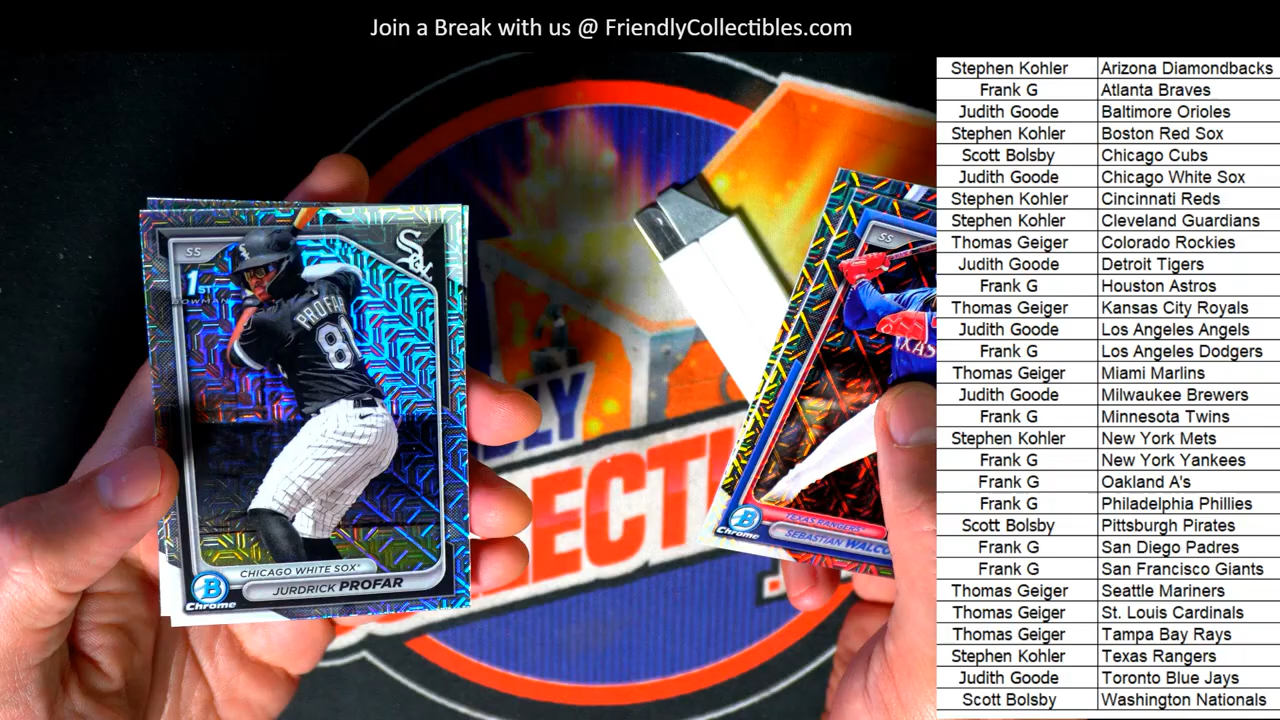 Join a Break with us @ FriendlyCollectibles.com
Stephen Kohler Arizona Diamondbacks
Frank G Atlanta Braves
Judith Goode Baltimore Orioles
Stephen Kohler Boston Red Sox
Scott Bolsby Chicago Cubs
Judith Goode Chicago White Sox
Stephen Kohler Cincinnati Reds
Stephen Kohler Cleveland Guardians
Thomas Geiger Colorado Rockies
Judith Goode Detroit Tigers
Frank G Houston Astros
Thomas Geiger Kansas City Royals
Judith Goode Los Angeles Angels
Frank G Los Angeles Dodgers
Thomas Geiger Miami Marlins
Judith Goode Milwaukee Brewers
Frank G Minnesota Twins
Stephen Kohler New York Mets
Frank G New York Yankees
Frank G Oakland A's
Frank G Philadelphia Phillies
Scott Bolsby Pittsburgh Pirates
Frank G San Diego Padres
Frank G San Francisco Giants
Thomas Geiger Seattle Mariners
Thomas Geiger St. Louis Cardinals
Thomas Geiger Tampa Bay Rays
Stephen Kohler Texas Rangers
Judith Goode Toronto Blue Jays
Scott Bolsby Washington Nationals
SS
Sox
1ST
BOWMAN
PROFAR
81
CHICAGO WHITE SOX
JURDRICK PROFAR
B
Chrome
SS
TEXAS RANGERS
SEBASTIAN WALCO
B
Chrome
LECTI